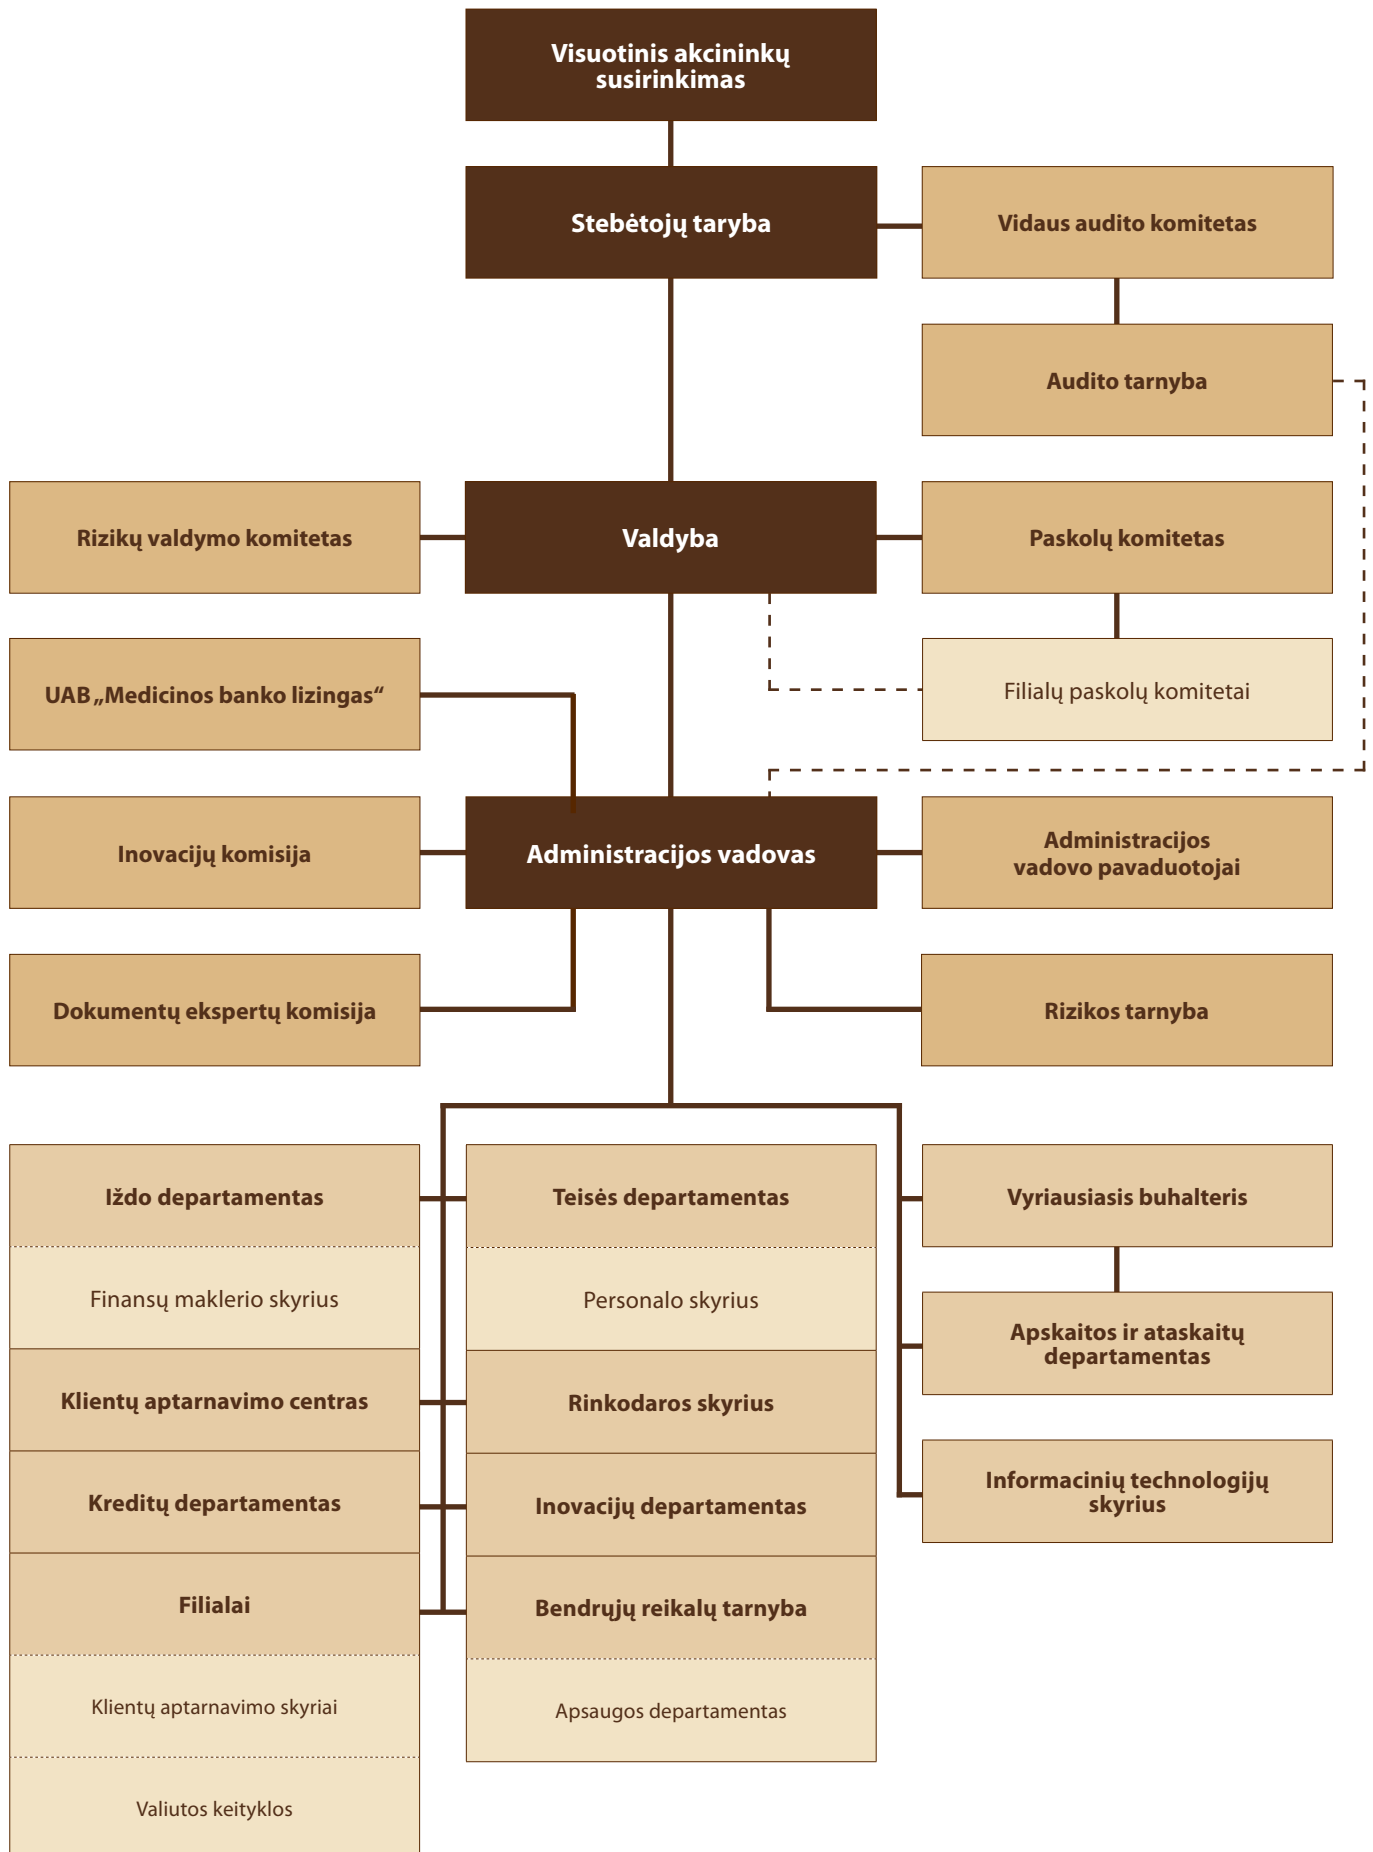 Visuotinis akcininkų
susirinkimas
Stebėtojų taryba
Vidaus audito komitetas
Audito tarnyba
Rizikų valdymo komitetas
Valdyba
Paskolų komitetas
UAB „Medicinos banko lizingas“
Filialų paskolų komitetai
Inovacijų komisija
Administracijos vadovas
Administracijos
vadovo pavaduotojai
Dokumentų ekspertų komisija
Rizikos tarnyba
Iždo departamentas
Finansų maklerio skyrius
Klientų aptarnavimo centras
Kreditų departamentas
Filialai
Klientų aptarnavimo skyriai
Valiutos keityklos
Teisės departamentas
Personalo skyrius
Rinkodaros skyrius
Inovacijų departamentas
Bendrųjų reikalų tarnyba
Apsaugos departamentas
Vyriausiasis buhalteris
Apskaitos ir ataskaitų
departamentas
Informacinių technologijų
skyrius